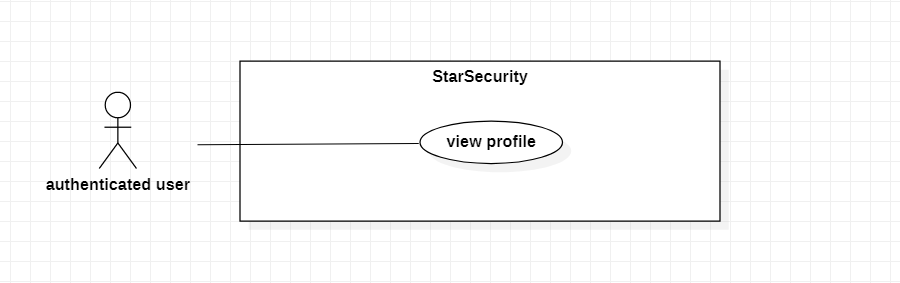 StarSecurity
view profile
authenticated user